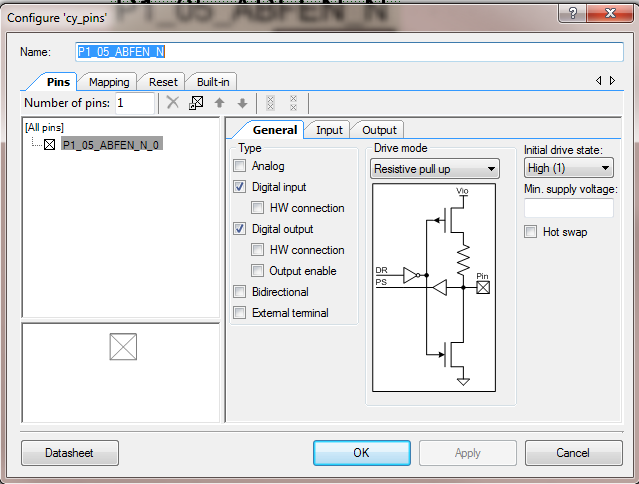 P1_05_ABFEN_N
Configure 'cy_pins'
?
Name: P1_05_ABFEN_N
Pins Mapping Reset Built-in
Number of pins: 1
[All pins]
P1_05_ABFEN_N_0
General Input Output
Type
Analog
Digital input
HW connection
Digital output
HW connection
Output enable
Bidirectional
External terminal
Drive mode
Resistive pull up
Vio
DR
PS
Pin
Initial drive state:
High (1)
Min. supply voltage:
Hot swap
Datasheet OK Apply Cancel